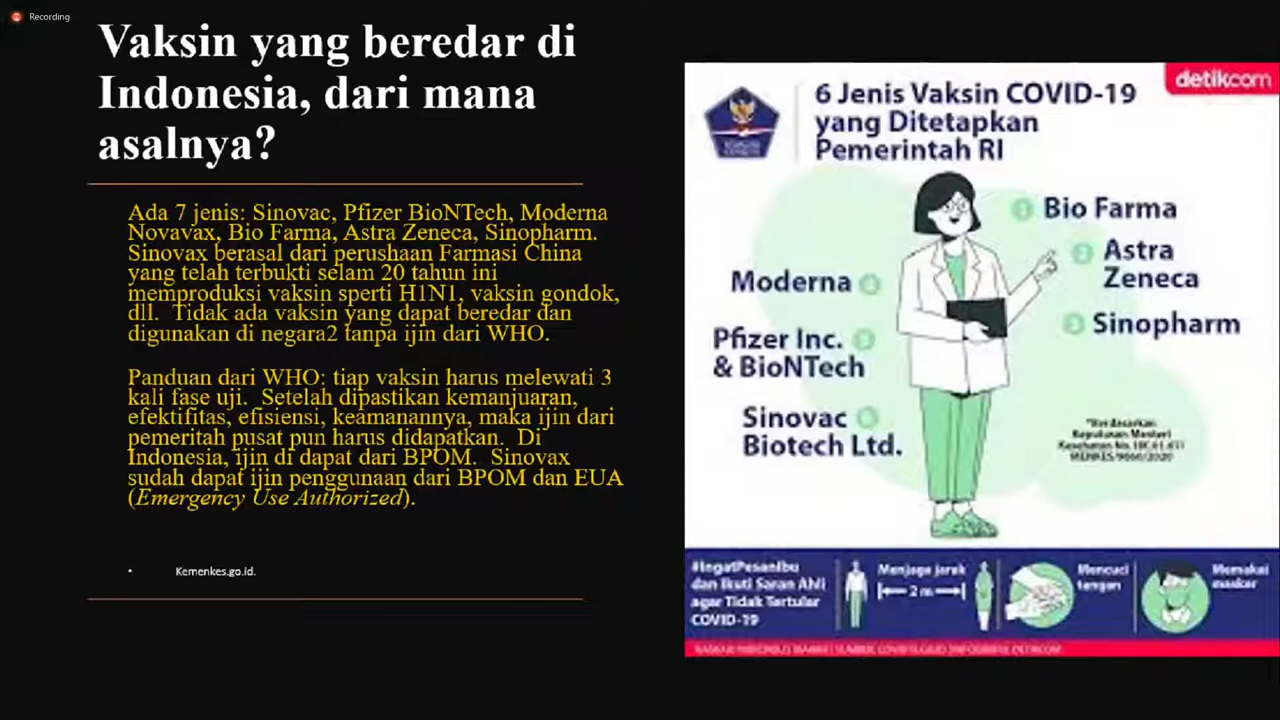 Recording
Vaksin yang beredar di
Indonesia, dari mana
asalnya?
Ada 7 jenis: Sinovac, Pfizer BioNTech, Moderna
Novavax, Bio Farma, Astra Zeneca, Sinopharm.
Sinovax berasal dari perushaan Farmasi China
yang telah terbukti selam 20 tahun ini
memproduksi vaksin sperti H1N1, vaksin gondok,
dll. Tidak ada vaksin yang dapat beredar dan
digunakan di negara2 tanpa ijin dari WHO.
Panduan dari WHO: tiap vaksin harus melewati 3
kali fase uji. Setelah dipastikan kemanjuaran,
efektifitas, efisiensi, keamanannya, maka ijin dari
pemeritah pusat pun harus didapatkan. Di
Indonesia, ijin di dapat dari BPOM. Sinovax
sudah dapat ijin penggunaan dari BPOM dan EUA
(Emergency Use Authorized).
• Kemenkes.go.id.
detikcom
6 Jenis Vaksin COVID-19
yang Ditetapkan
Pemerintah RI
1 Bio Farma
2 Astra
Zeneca
3 Sinopharm
Moderna
Pfizer Inc.
& BioNTech
Sinovac
Biotech Ltd.
Keputusan Menteri
#IngatPesanIbu
dan Ikuti Saran Ahli
agar Tidak Tertular
COVID-19
Menjaga jarak
2 m
Mencuci
tangan
Memakai
masker